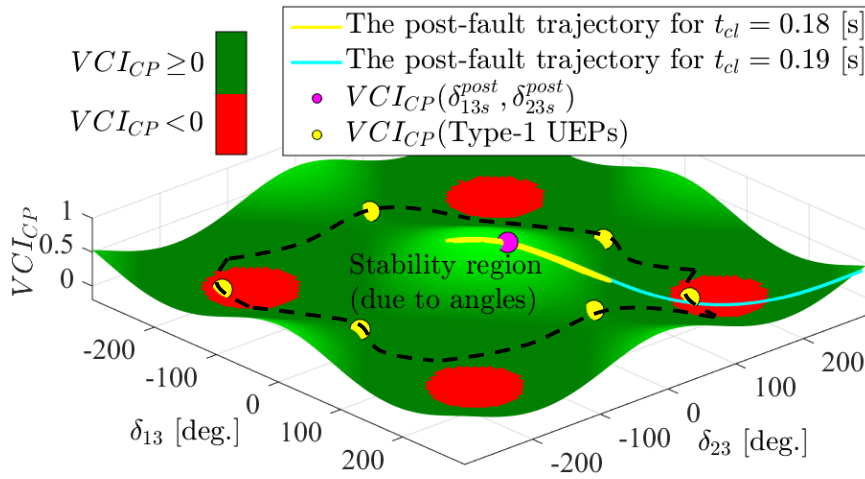 VCI_CP ≥ 0
VCI_CP < 0
The post-fault trajectory for t_cl = 0.18 [s]
The post-fault trajectory for t_cl = 0.19 [s]
VCI_CP(δ_13s^post, δ_23s^post)
VCI_CP(Type-1 UEPs)
VCI_CP
1
0.5
0
Stability region
(due to angles)
-200
-100
0
100
200
δ_13 [deg.]
-200
-100
0
100
200
δ_23 [deg.]